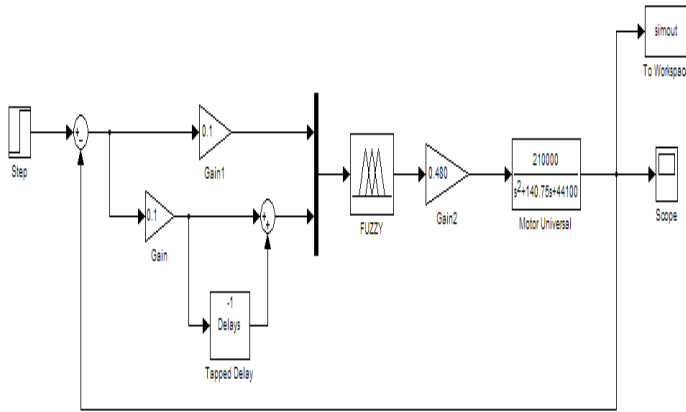 simout
To Workspac
Step
0.1
Gain1
0.1
Gain
-1
Delays
Tapped Delay
FUZZY
0.480
Gain2
210000
s²+140.75s+44100
Motor Universal
Scope